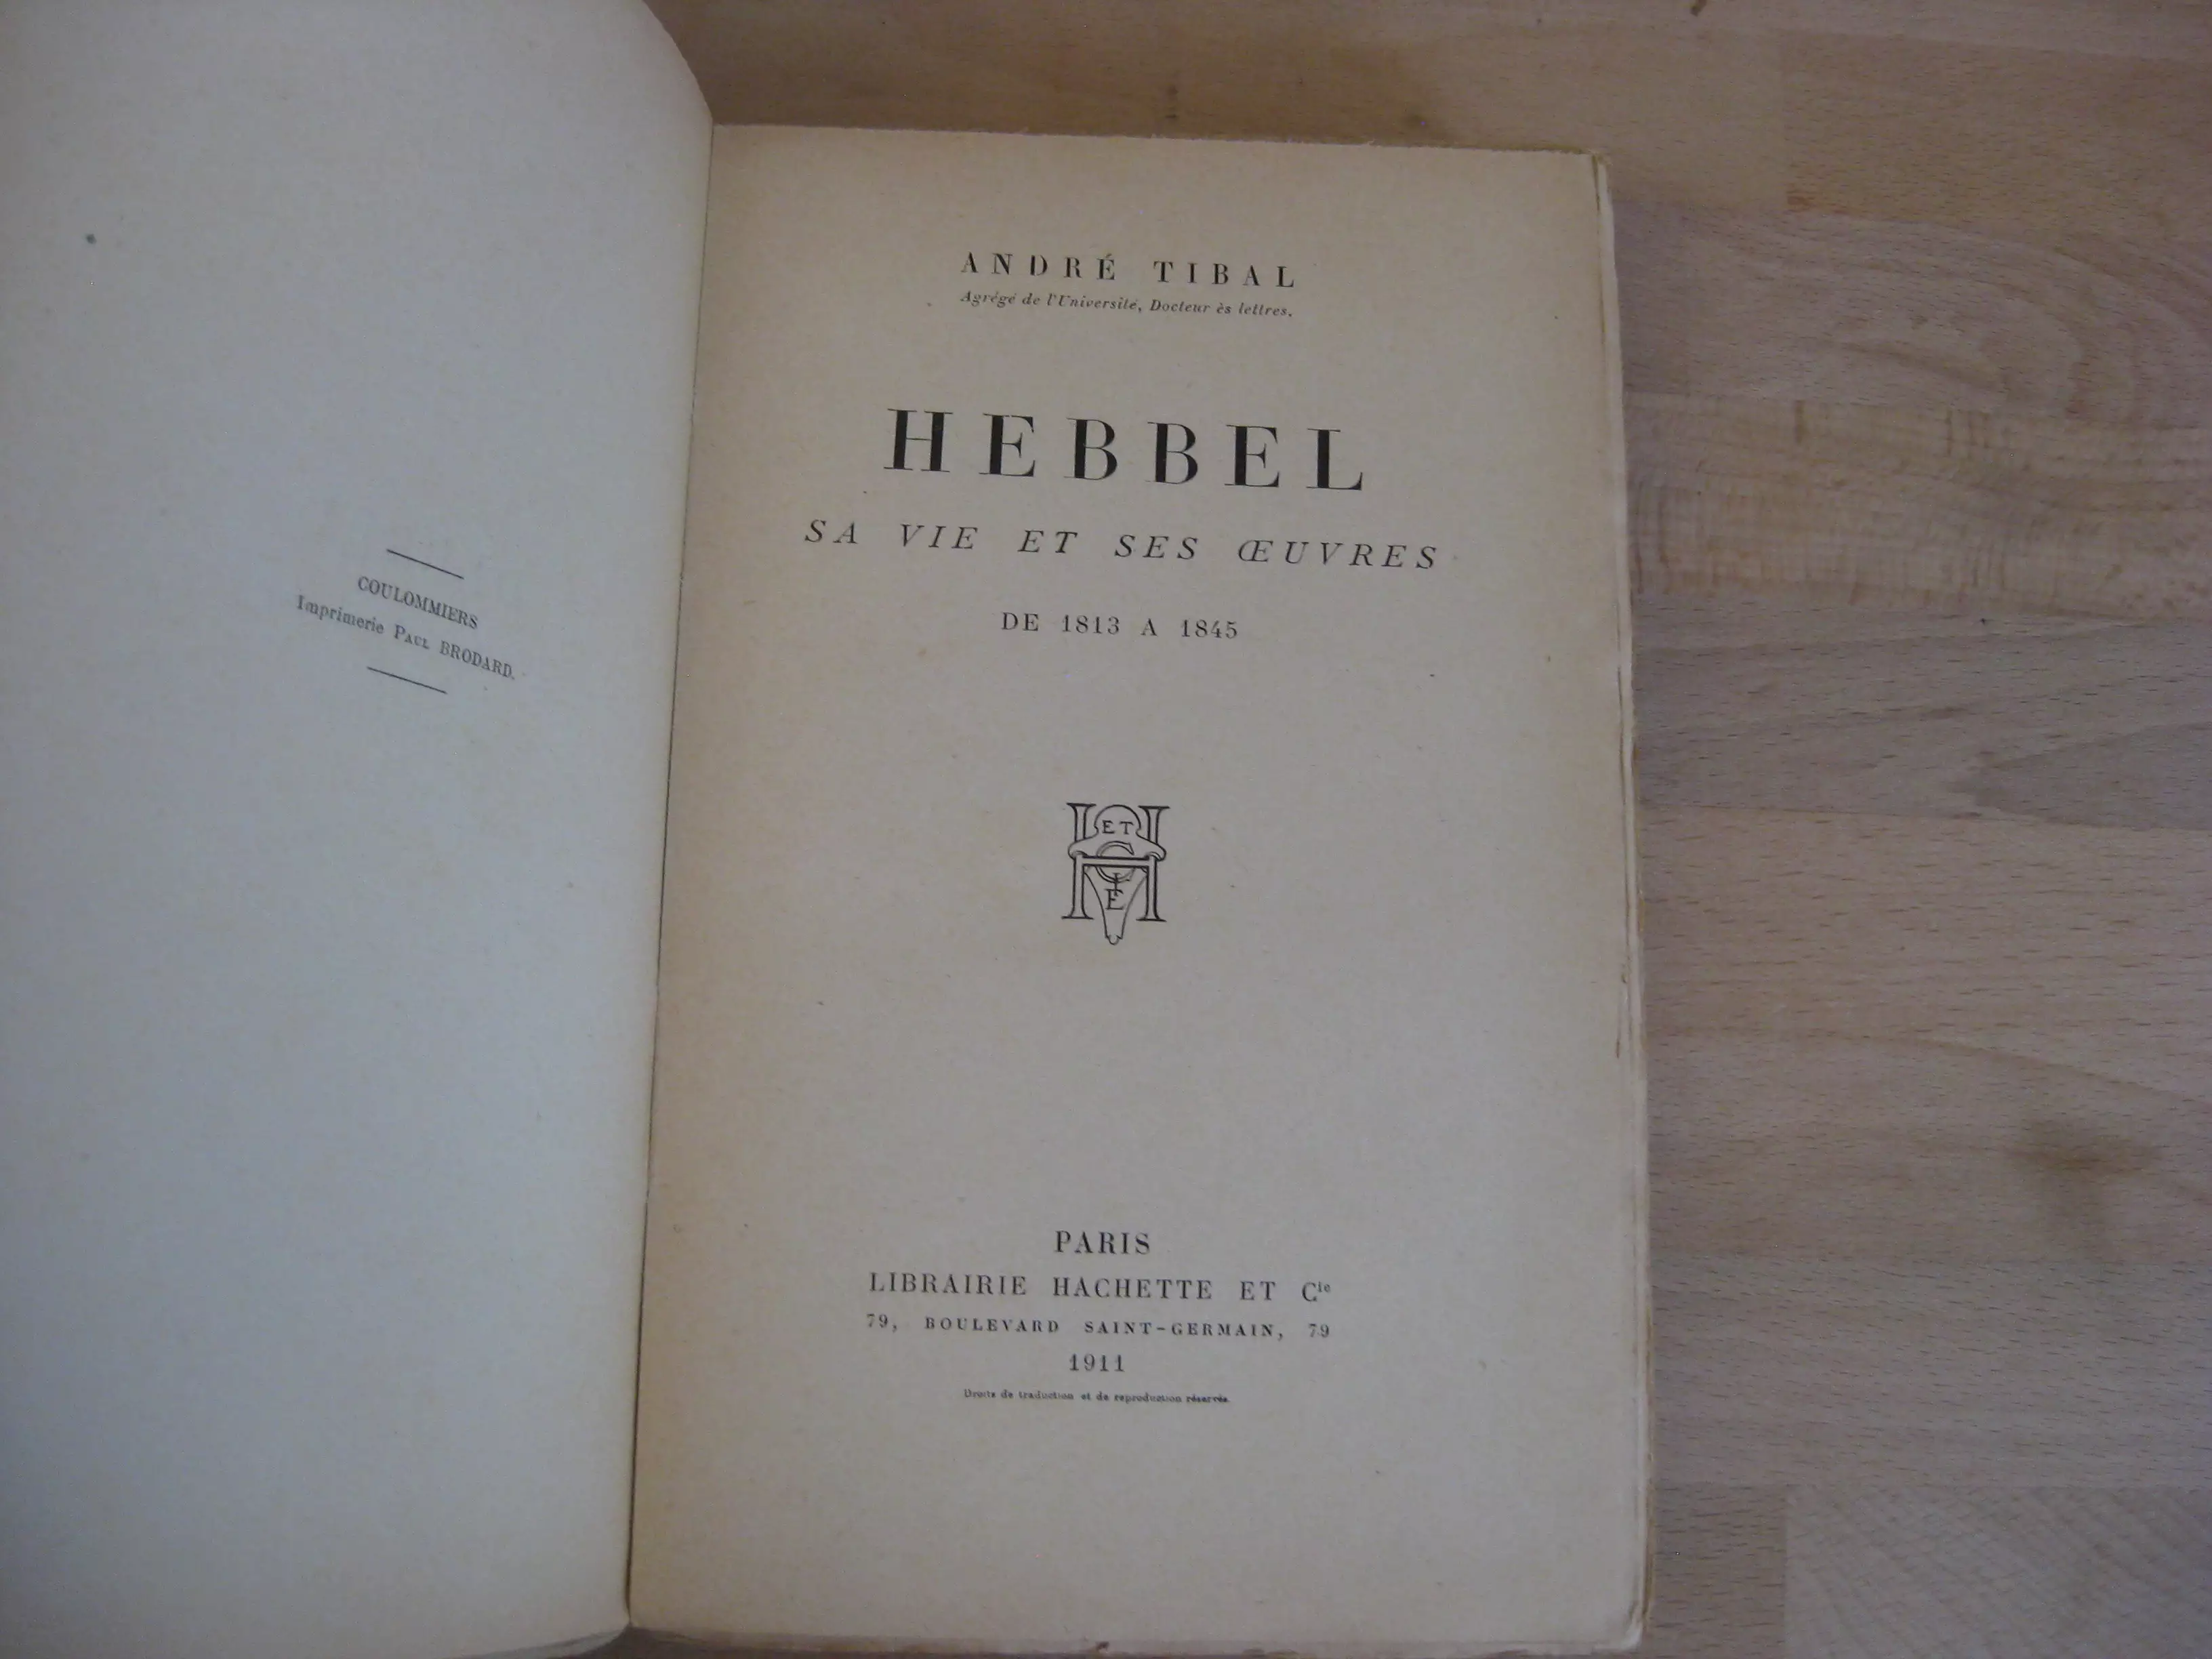 COULOMMIERS
Imprimerie PAUL BRODARD.
ANDRÉ TIBAL
Agrégé de l'Université, Docteur ès lettres.
HEBBEL
SA VIE ET SES ŒUVRES
DE 1813 A 1845
H ET C IE
PARIS
LIBRAIRIE HACHETTE ET Cie
79, BOULEVARD SAINT-GERMAIN, 79
1911
Droits de traduction et de reproduction réservés.